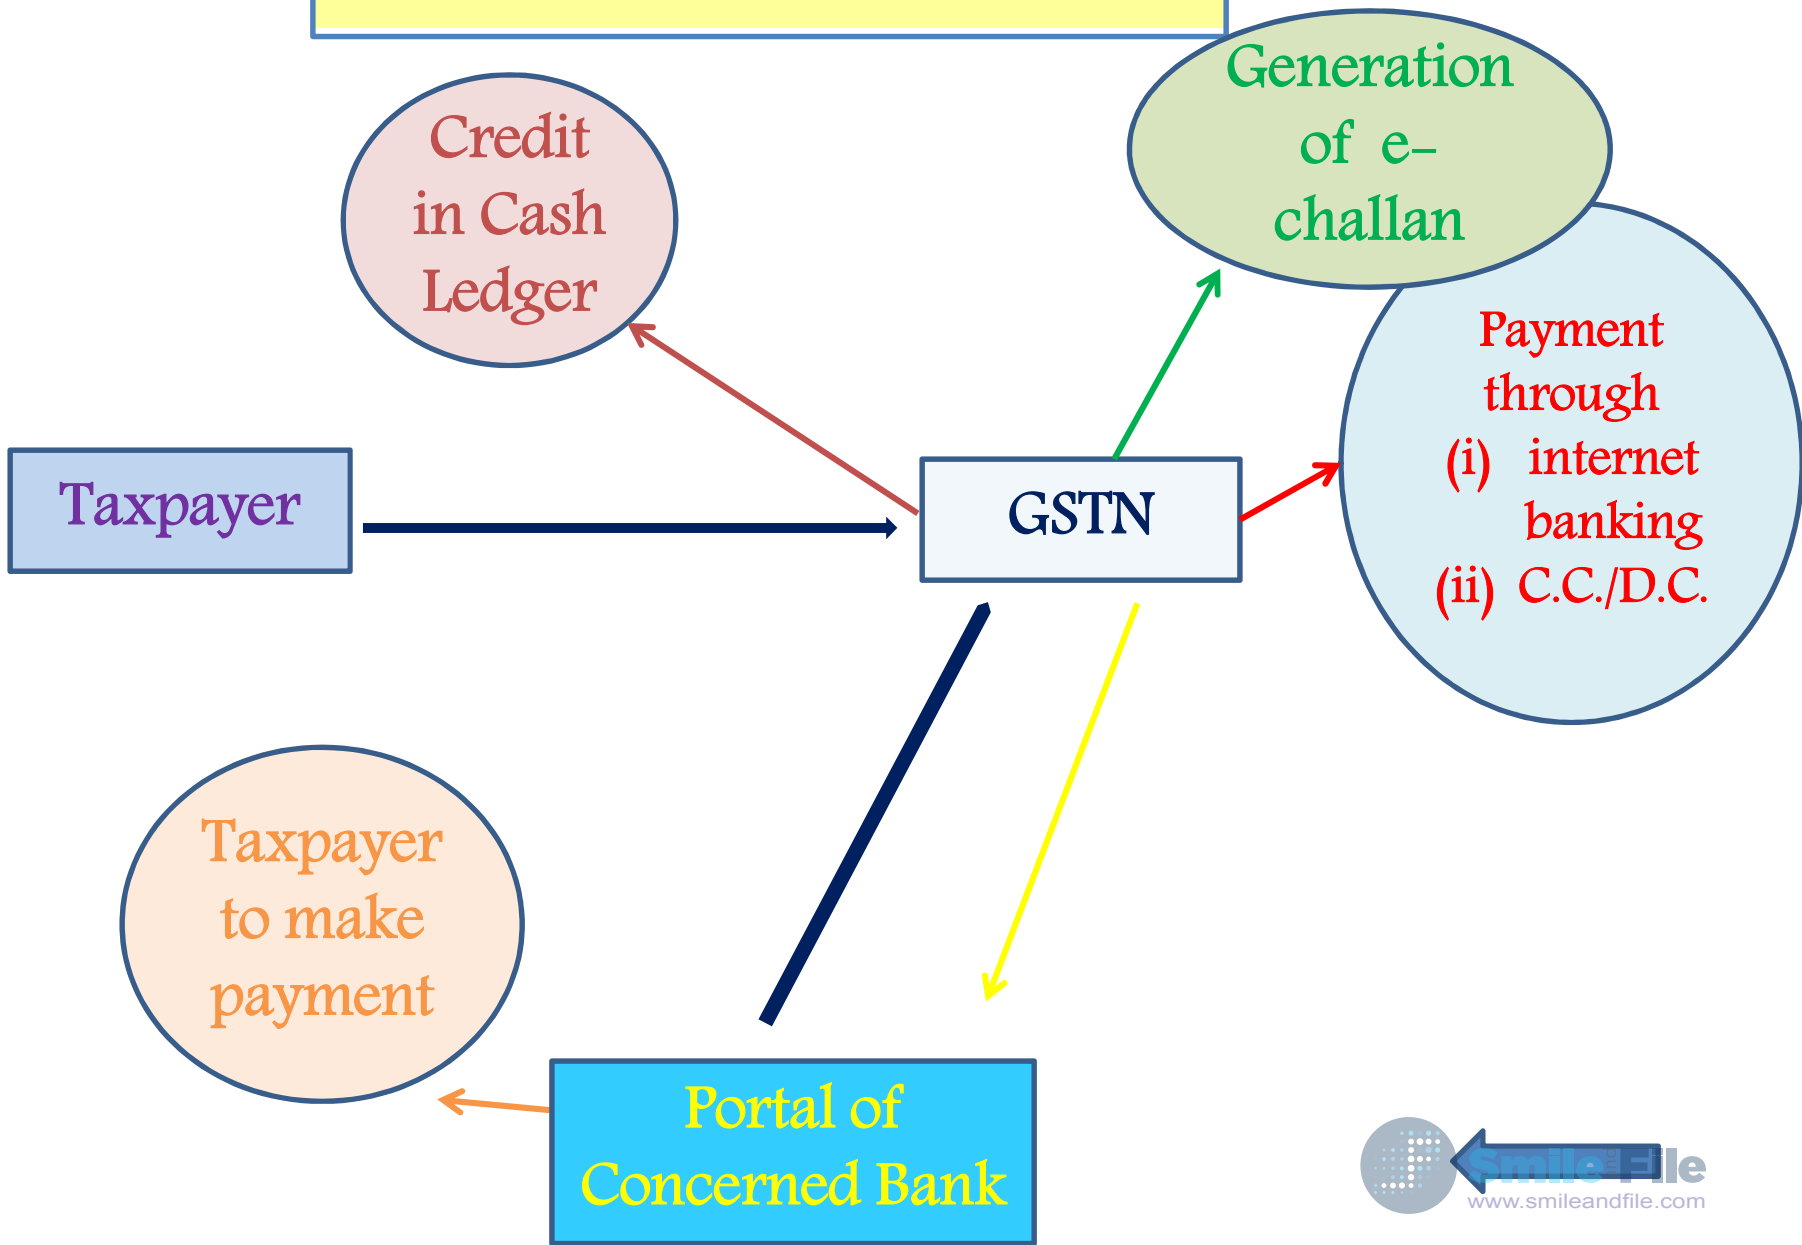 Generation
of e-
challan
Credit
in Cash
Ledger
Payment
through
(i) internet
banking
(ii) C.C./D.C.
Taxpayer
GSTN
Taxpayer
to make
payment
Portal of
Concerned Bank
Smile and File
www.smileandfile.com